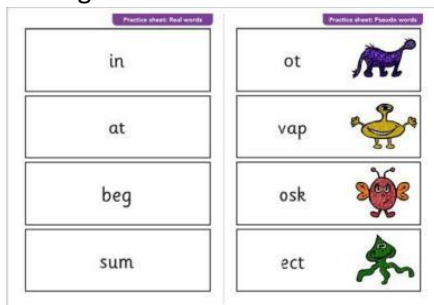 Practice sheet: Real words
in
at
beg
sum
Practice sheet: Pseudo words
ot
vap
osk
ect